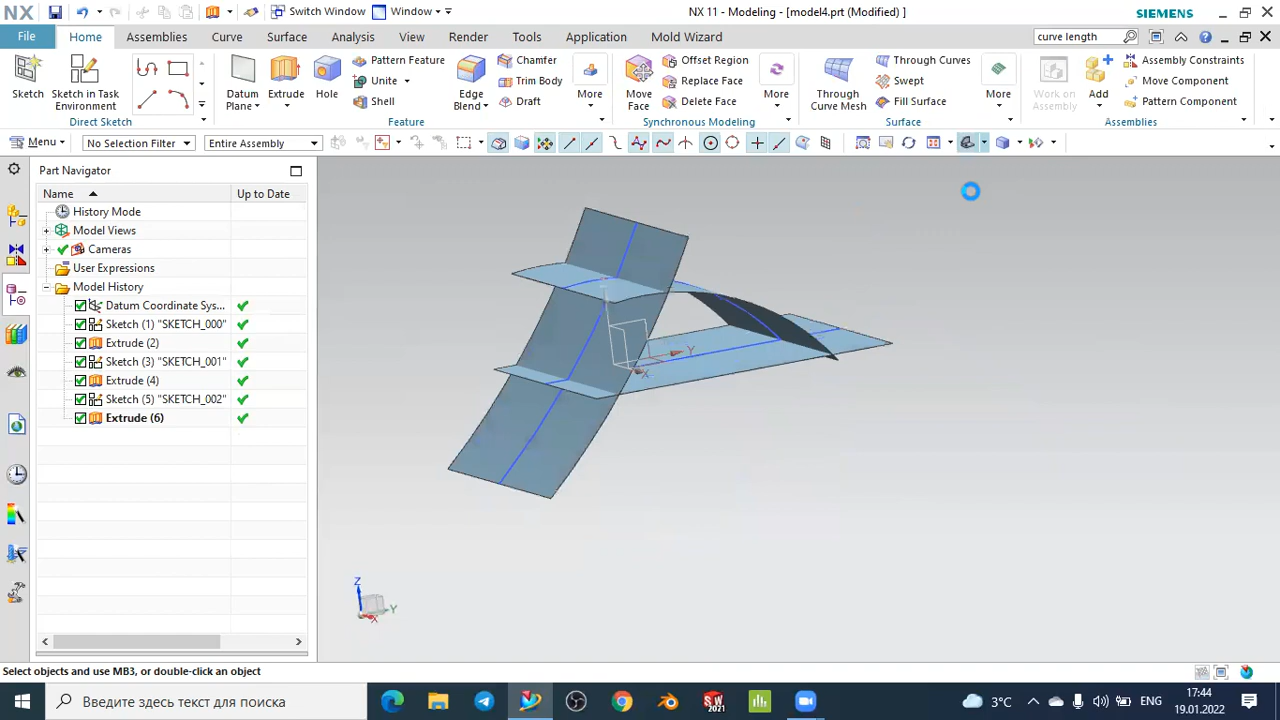 NX
Switch Window
Window
NX 11 - Modeling - [model4.prt (Modified) ]
SIEMENS
File
Home
Assemblies
Curve
Surface
Analysis
View
Render
Tools
Application
Mold Wizard
curve length
Sketch
Sketch in Task
Environment
Direct Sketch
Datum
Plane
Extrude
Hole
Pattern Feature
Unite
Shell
Edge
Blend
Chamfer
Trim Body
Draft
More
Feature
Move
Face
Offset Region
Replace Face
Delete Face
More
Synchronous Modeling
Through
Curve Mesh
Through Curves
Swept
Fill Surface
More
Surface
Work on
Assembly
Add
Assembly Constraints
Move Component
Pattern Component
Assemblies
Menu
No Selection Filter
Entire Assembly
Part Navigator
Name
Up to Date
History Mode
Model Views
Cameras
User Expressions
Model History
Datum Coordinate Sys...
Sketch (1) "SKETCH_000"
Extrude (2)
Sketch (3) "SKETCH_001"
Extrude (4)
Sketch (5) "SKETCH_002"
Extrude (6)
Y
X
Z
Y
X
Select objects and use MB3, or double-click an object
Введите здесь текст для поиска
SW
2021
3°C
ENG
17:44
19.01.2022